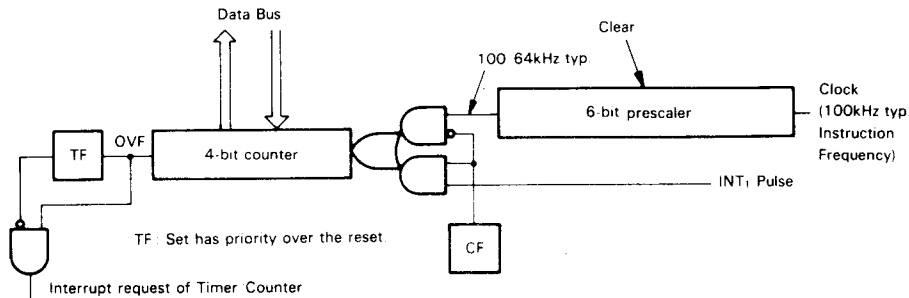 Data Bus
Clear
100 64kHz typ.
Clock
(100kHz typ.
Instruction
Frequency)
6-bit prescaler
OVF
TF
4-bit counter
INT₁ Pulse
TF : Set has priority over the reset.
CF
Interrupt request of Timer Counter